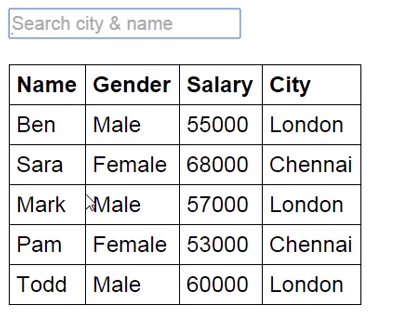 Search city & name
Name Gender Salary City
Ben Male 55000 London
Sara Female 68000 Chennai
Mark Male 57000 London
Pam Female 53000 Chennai
Todd Male 60000 London